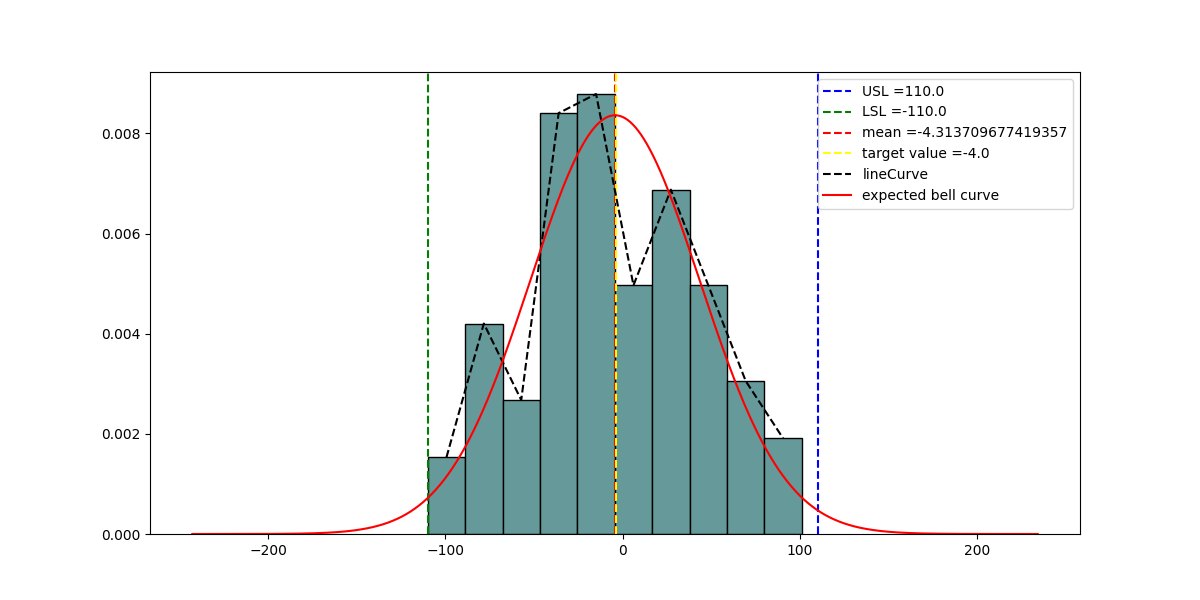 USL =110.0
LSL =-110.0
mean =-4.313709677419357
target value =-4.0
lineCurve
expected bell curve
0.008
0.006
0.004
0.002
0.000
−200
−100
0
100
200